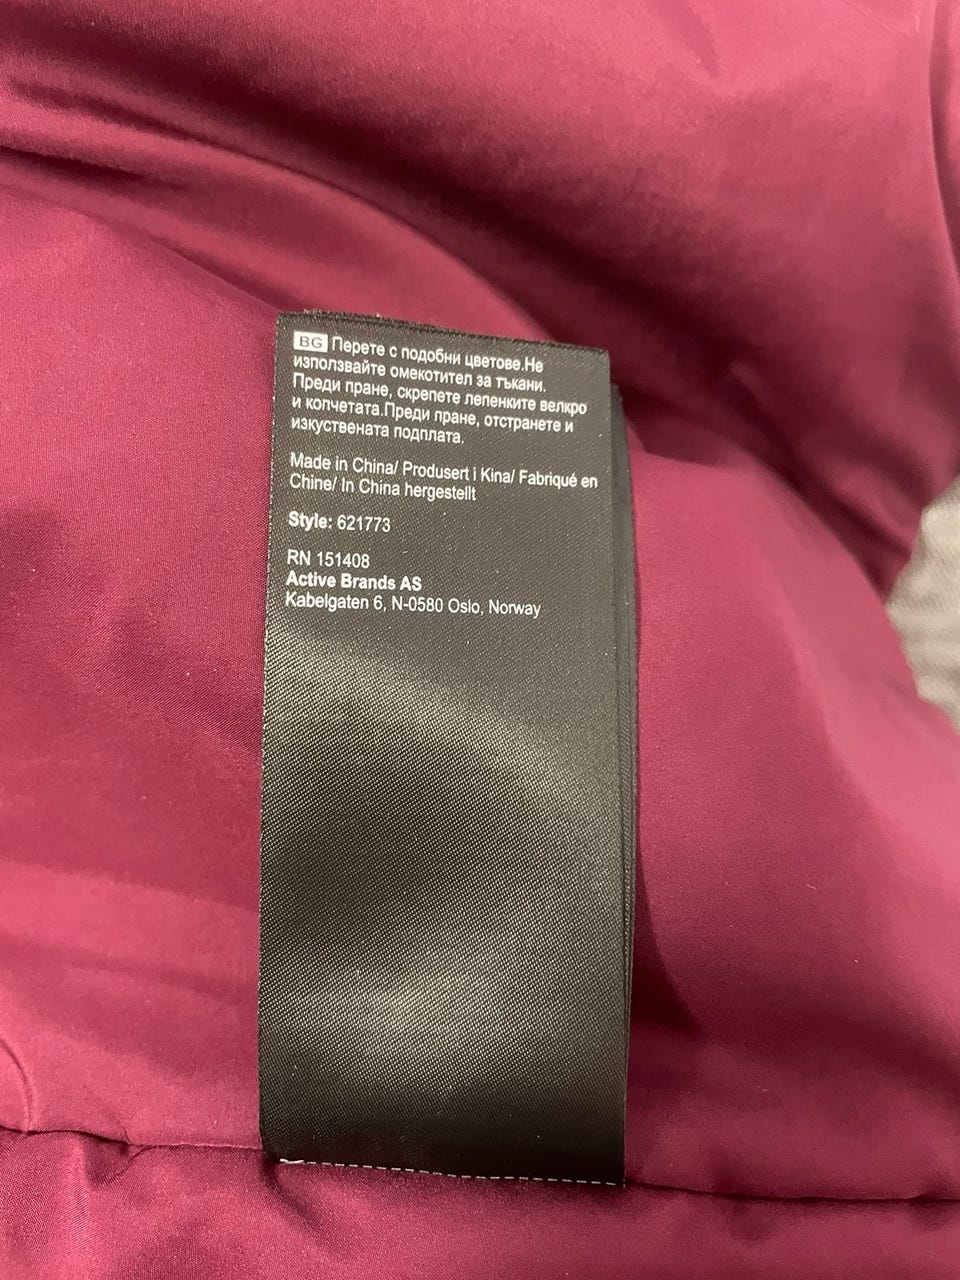 BG Перете с подобни цветове.Не
използвайте омекотител за тъкани.
Преди пране, скрепете лепенките велкро
и копчетата.Преди пране, отстранете и
изкуствената подплата.
Made in China/ Produsert i Kina/ Fabriqué en
Chine/ In China hergestellt
Style: 621773
RN 151408
Active Brands AS
Kabelgaten 6, N-0580 Oslo, Norway